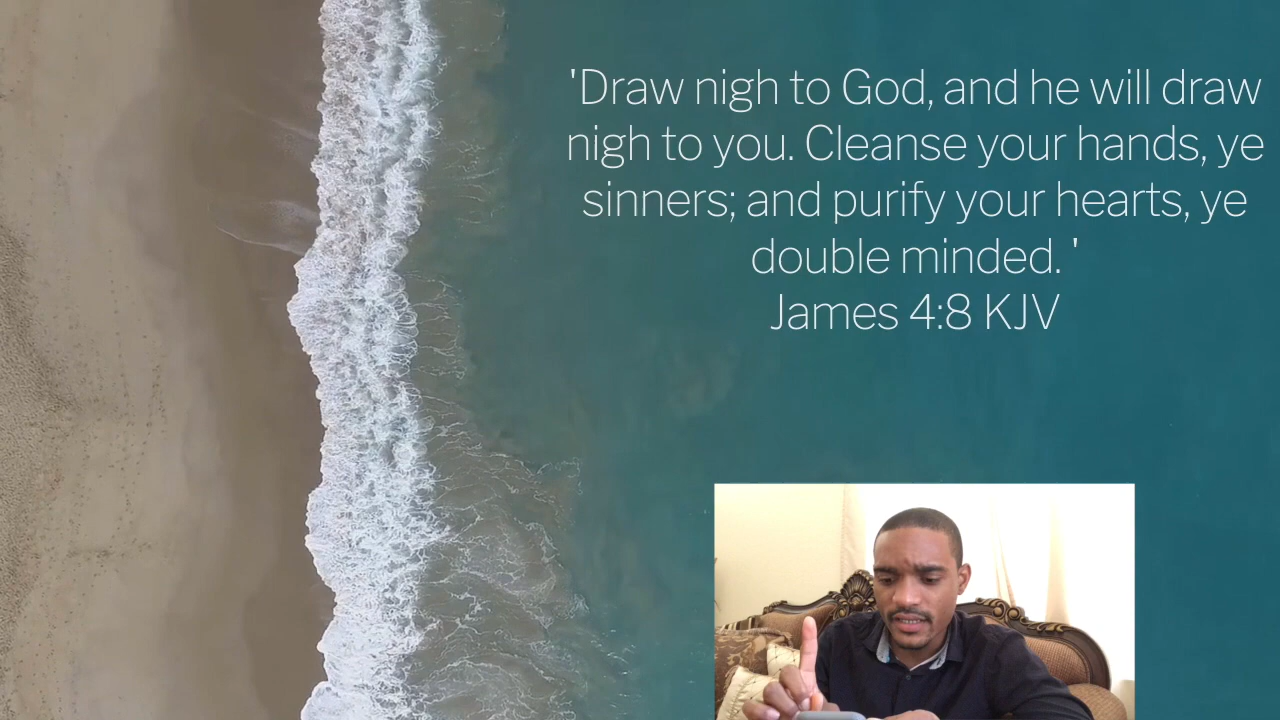 'Draw nigh to God, and he will draw
nigh to you. Cleanse your hands, ye
sinners; and purify your hearts, ye
double minded. '
James 4:8 KJV